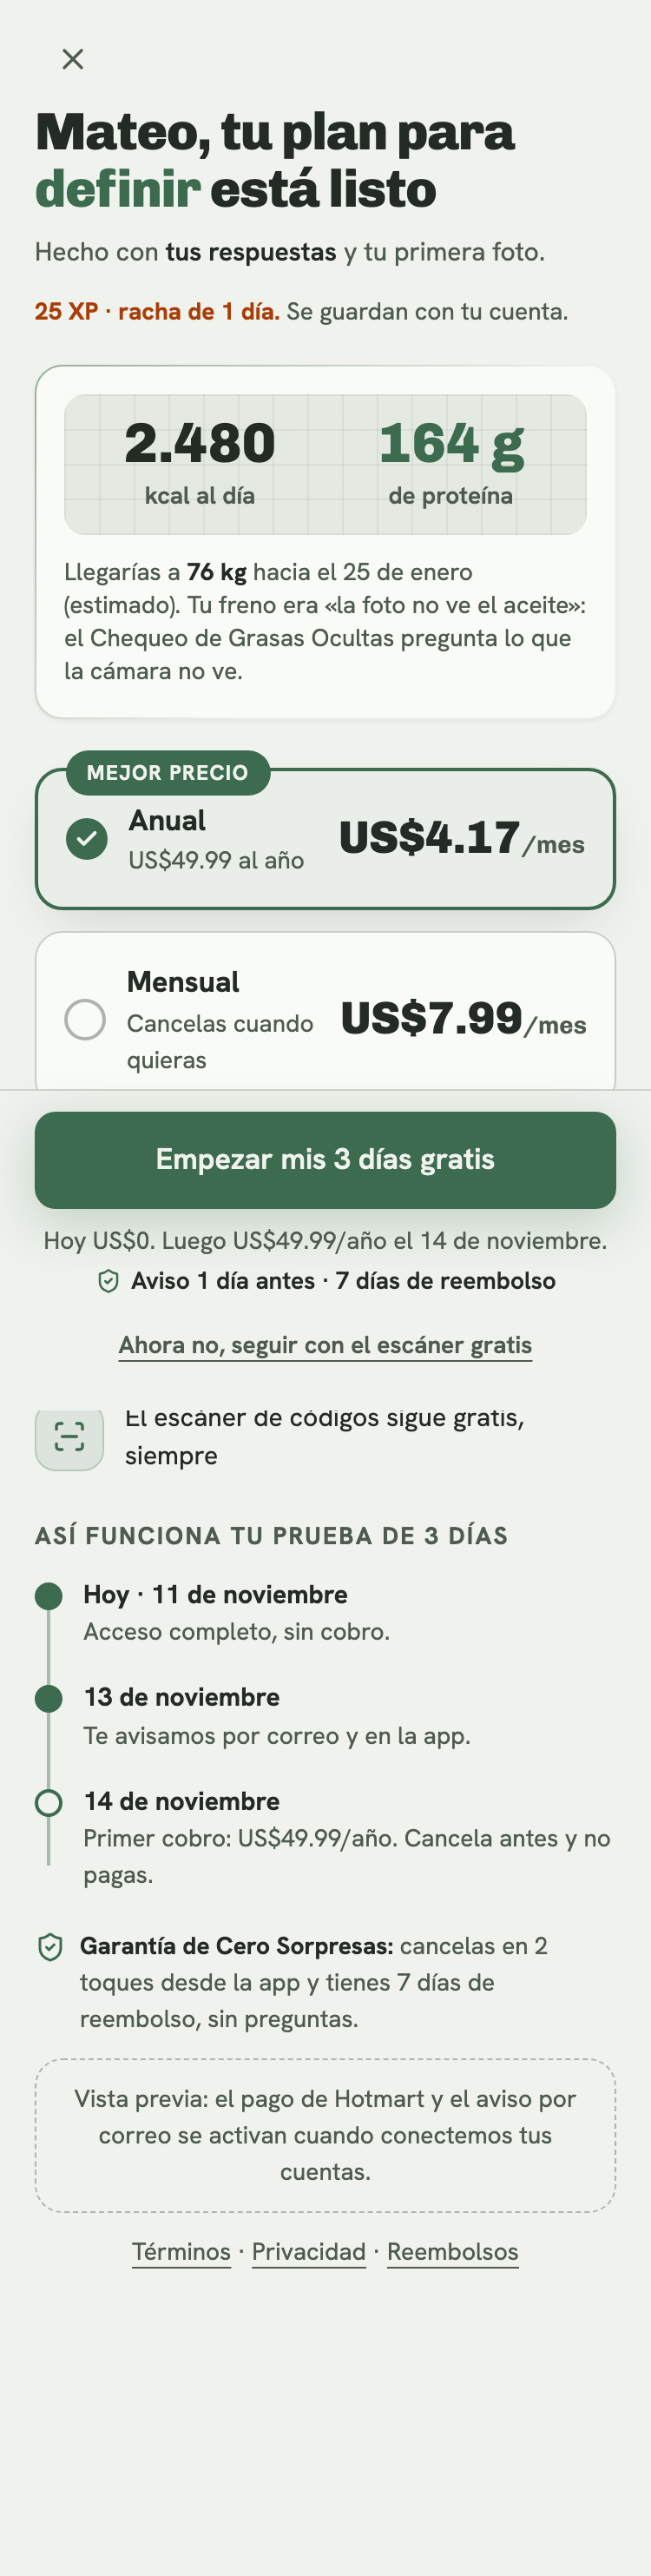 Mateo, tu plan para
definir está listo
Hecho con tus respuestas y tu primera foto.
25 XP · racha de 1 día. Se guardan con tu cuenta.
2.480
kcal al día
164 g
de proteína
Llegarías a 76 kg hacia el 25 de enero
(estimado). Tu freno era «la foto no ve el aceite»:
el Chequeo de Grasas Ocultas pregunta lo que
la cámara no ve.
MEJOR PRECIO
Anual
US$49.99 al año
US$4.17/mes
Mensual
Cancelas cuando
quieras
US$7.99/mes
Empezar mis 3 días gratis
Hoy US$0. Luego US$49.99/año el 14 de noviembre.
Aviso 1 día antes · 7 días de reembolso
Ahora no, seguir con el escáner gratis
El escáner de códigos sigue gratis,
siempre
ASÍ FUNCIONA TU PRUEBA DE 3 DÍAS
Hoy · 11 de noviembre
Acceso completo, sin cobro.
13 de noviembre
Te avisamos por correo y en la app.
14 de noviembre
Primer cobro: US$49.99/año. Cancela antes y no
pagas.
Garantía de Cero Sorpresas: cancelas en 2
toques desde la app y tienes 7 días de
reembolso, sin preguntas.
Vista previa: el pago de Hotmart y el aviso por
correo se activan cuando conectemos tus
cuentas.
Términos · Privacidad · Reembolsos